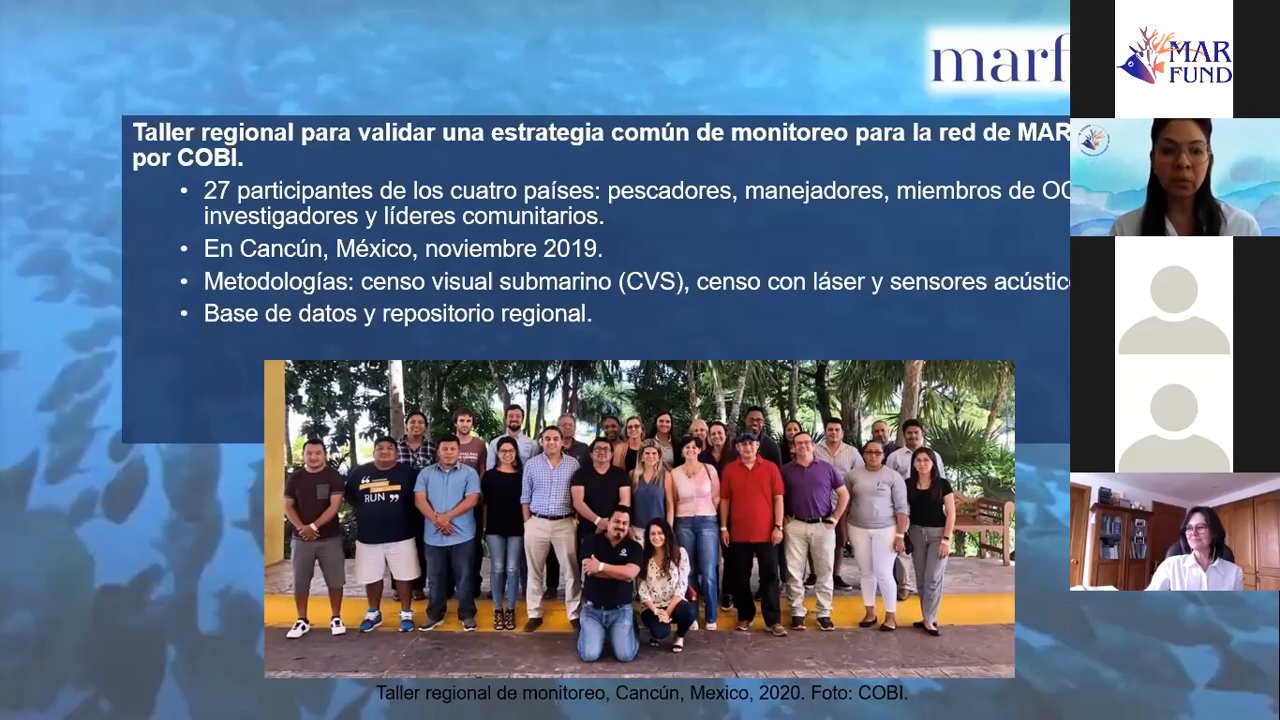 marf
MAR
FUND
Taller regional para validar una estrategia común de monitoreo para la red de MAR
por COBI.
• 27 participantes de los cuatro países: pescadores, manejadores, miembros de
investigadores y líderes comunitarios.
• En Cancún, México, noviembre 2019.
• Metodologías: censo visual submarino (CVS), censo con láser y sensores
• Base de datos y repositorio regional.
RUN
Taller regional de monitoreo, Cancún, Mexico, 2020. Foto: COBI.